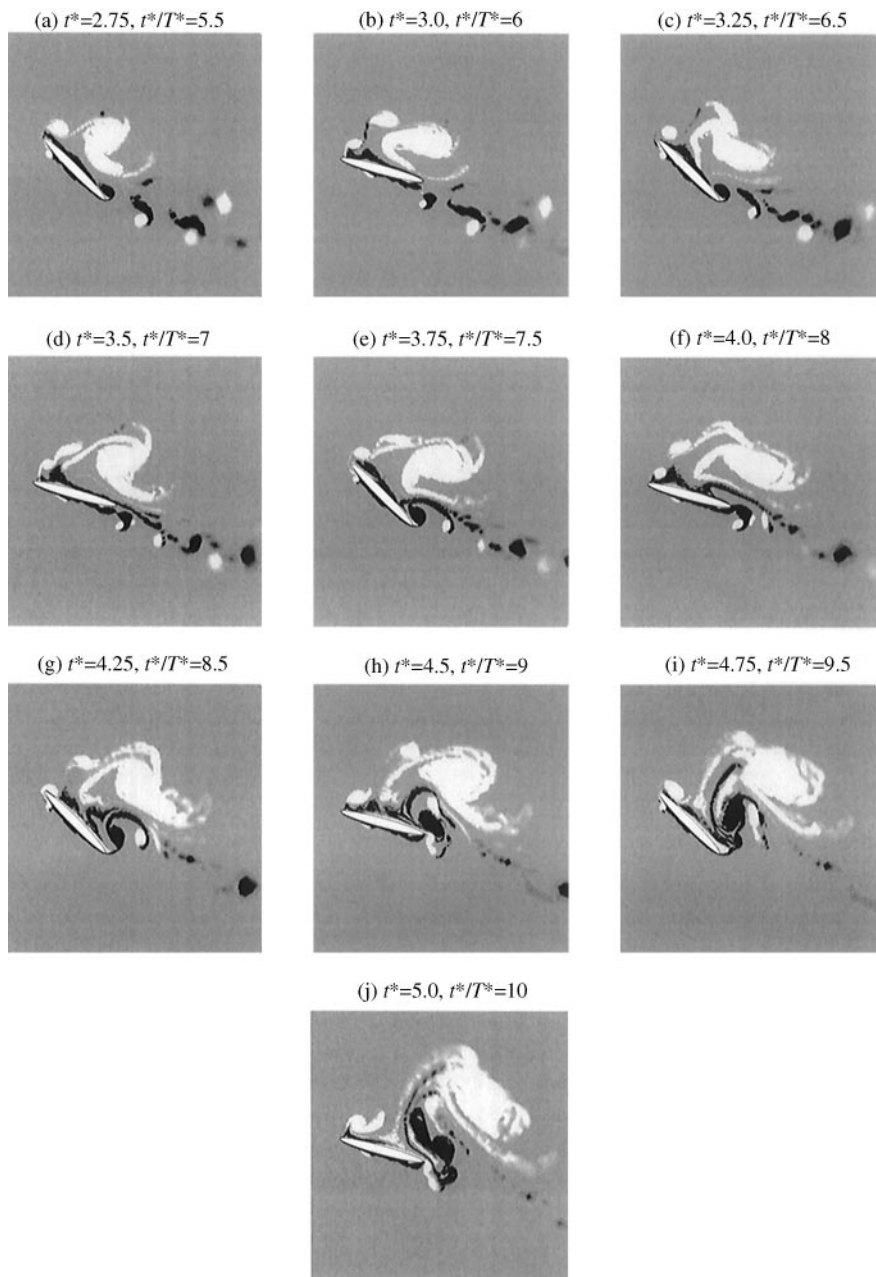 (a) t*=2.75, t*/T*=5.5
(b) t*=3.0, t*/T*=6
(c) t*=3.25, t*/T*=6.5
(d) t*=3.5, t*/T*=7
(e) t*=3.75, t*/T*=7.5
(f) t*=4.0, t*/T*=8
(g) t*=4.25, t*/T*=8.5
(h) t*=4.5, t*/T*=9
(i) t*=4.75, t*/T*=9.5
(j) t*=5.0, t*/T*=10